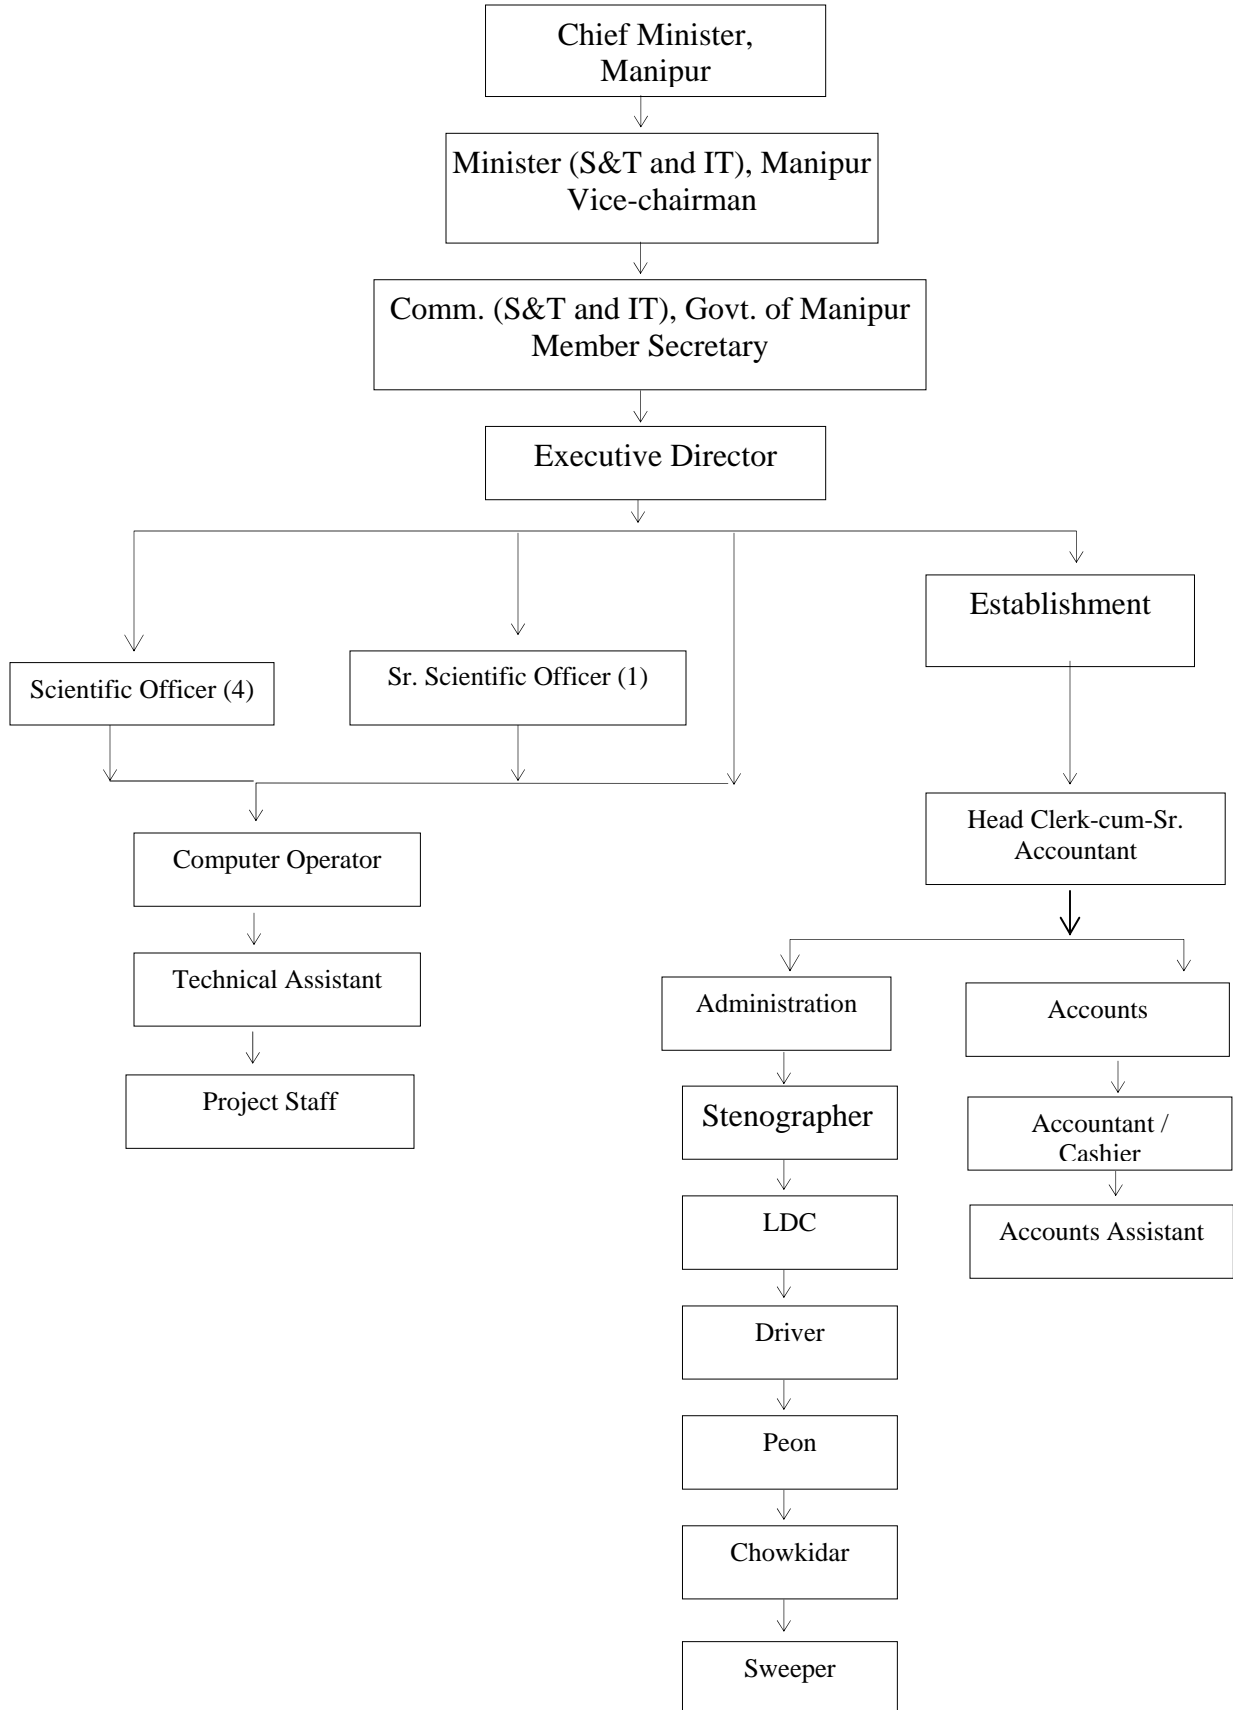 Chief Minister,
Manipur
Minister (S&T and IT), Manipur
Vice-chairman
Comm. (S&T and IT), Govt. of Manipur
Member Secretary
Executive Director
Establishment
Scientific Officer (4)
Sr. Scientific Officer (1)
Head Clerk-cum-Sr.
Accountant
Computer Operator
Technical Assistant
Project Staff
Administration
Accounts
Stenographer
Accountant /
Cashier
LDC
Accounts Assistant
Driver
Peon
Chowkidar
Sweeper